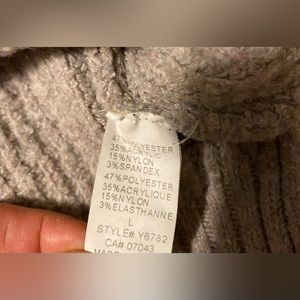 47%POLYESTER
35%ACRYLIC
15%NYLON
3%SPANDEX
47%POLYESTER
35%ACRYLIQUE
15%NYLON
3%ELASTHANNE
L
STYLE# Y6782
CA# 07043
MADE